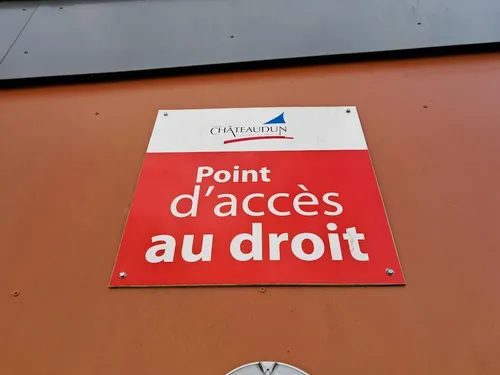 CHÂTEAUDUN
Point
d'accès
au droit